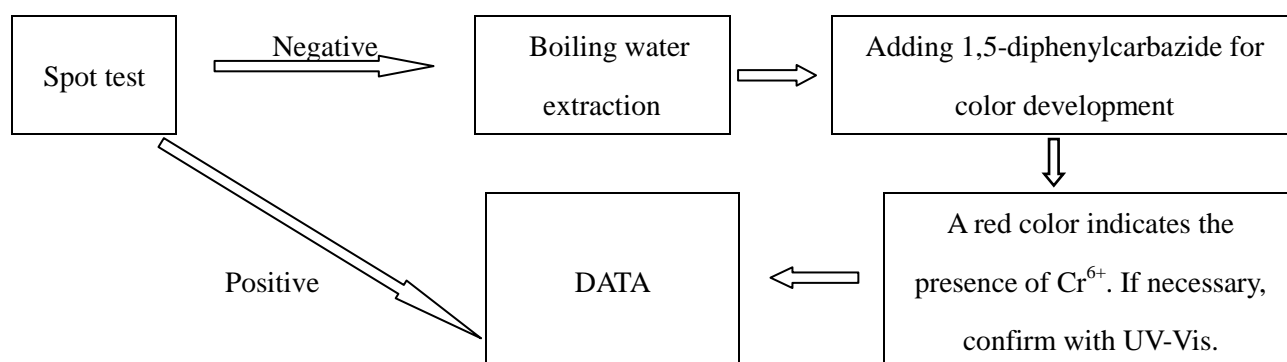 Spot test
Negative
Boiling water
extraction
Adding 1,5-diphenylcarbazide for
color development
A red color indicates the
presence of Cr⁶⁺. If necessary,
confirm with UV-Vis.
DATA
Positive